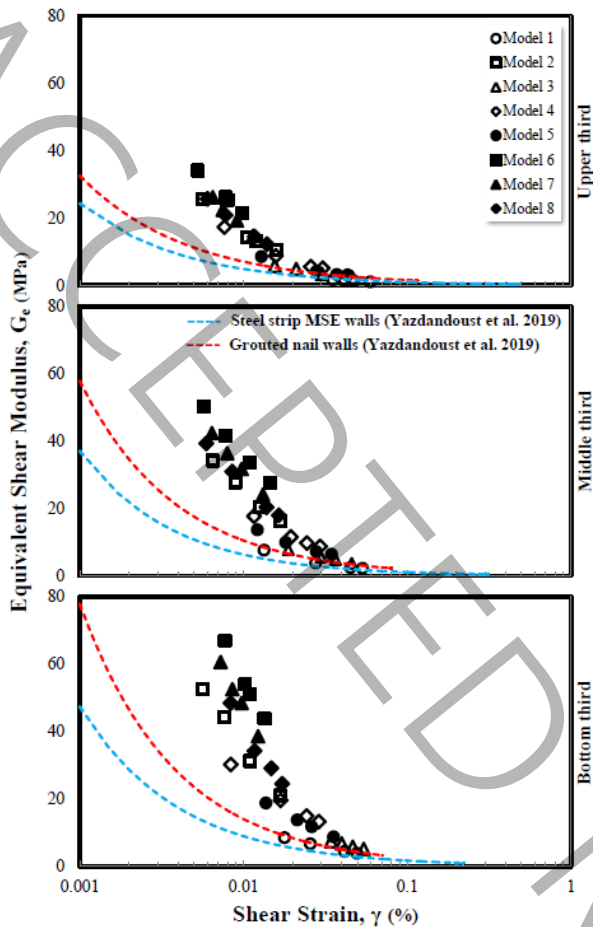 80
60
40
20
0
Model 1
Model 2
Model 3
Model 4
Model 5
Model 6
Model 7
Model 8
Upper third
80
60
40
20
0
Steel strip MSE walls (Yazdandoust et al. 2019)
Grouted nail walls (Yazdandoust et al. 2019)
Middle third
80
60
40
20
0
Bottom third
0.001 0.01 0.1 1
Shear Strain, γ (%)
Equivalent Shear Modulus, Ge (MPa)
ACCEPTED